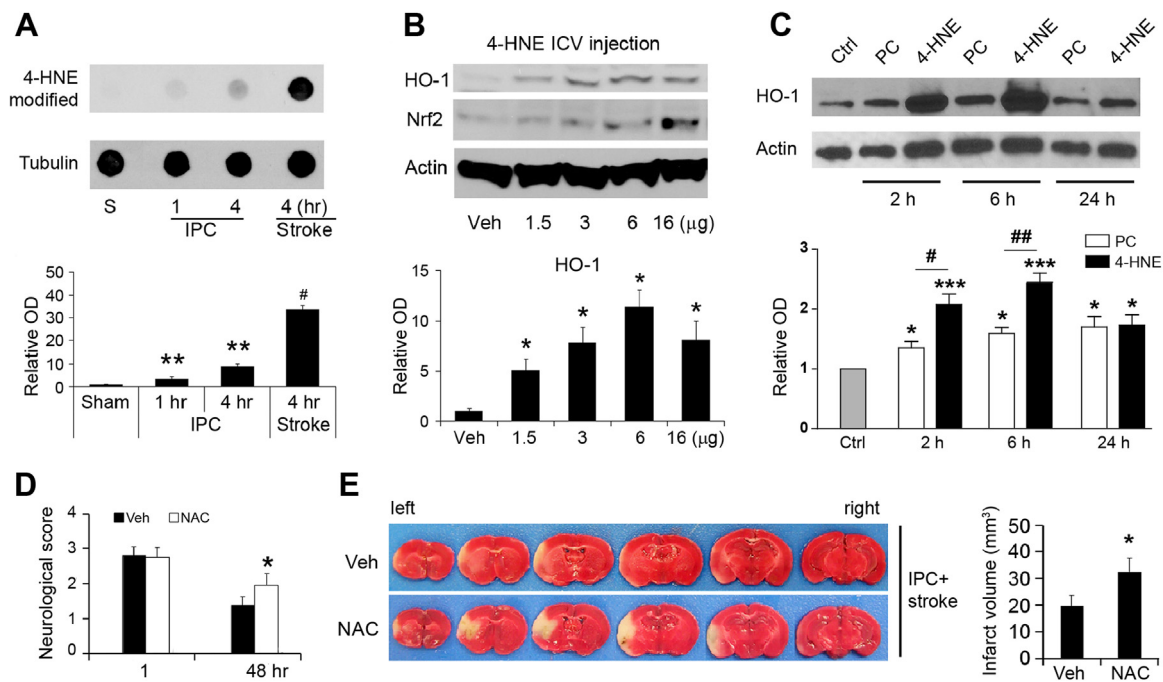 A
4-HNE modified
Tubulin
S 1 4 4 (hr)
IPC Stroke
Relative OD
50
40
30
20
10
0
** ** #
Sham 1 hr 4 hr 4 hr
IPC Stroke
B
4-HNE ICV injection
HO-1
Nrf2
Actin
Veh 1.5 3 6 16 (μg)
HO-1
Relative OD
15
10
5
0
* * * *
Veh 1.5 3 6 16 (μg)
C
Ctrl PC 4-HNE PC 4-HNE PC 4-HNE
HO-1
Actin
2 h 6 h 24 h
PC
4-HNE
Relative OD
3
2
1
0
# ##
* *** * *** * *
Ctrl 2 h 6 h 24 h
D
Veh NAC
Neurological score
4
3
2
1
0
*
1 48 hr
E
left right
Veh
NAC
IPC+
stroke
Infarct volume (mm³)
50
40
30
20
10
0
*
Veh NAC